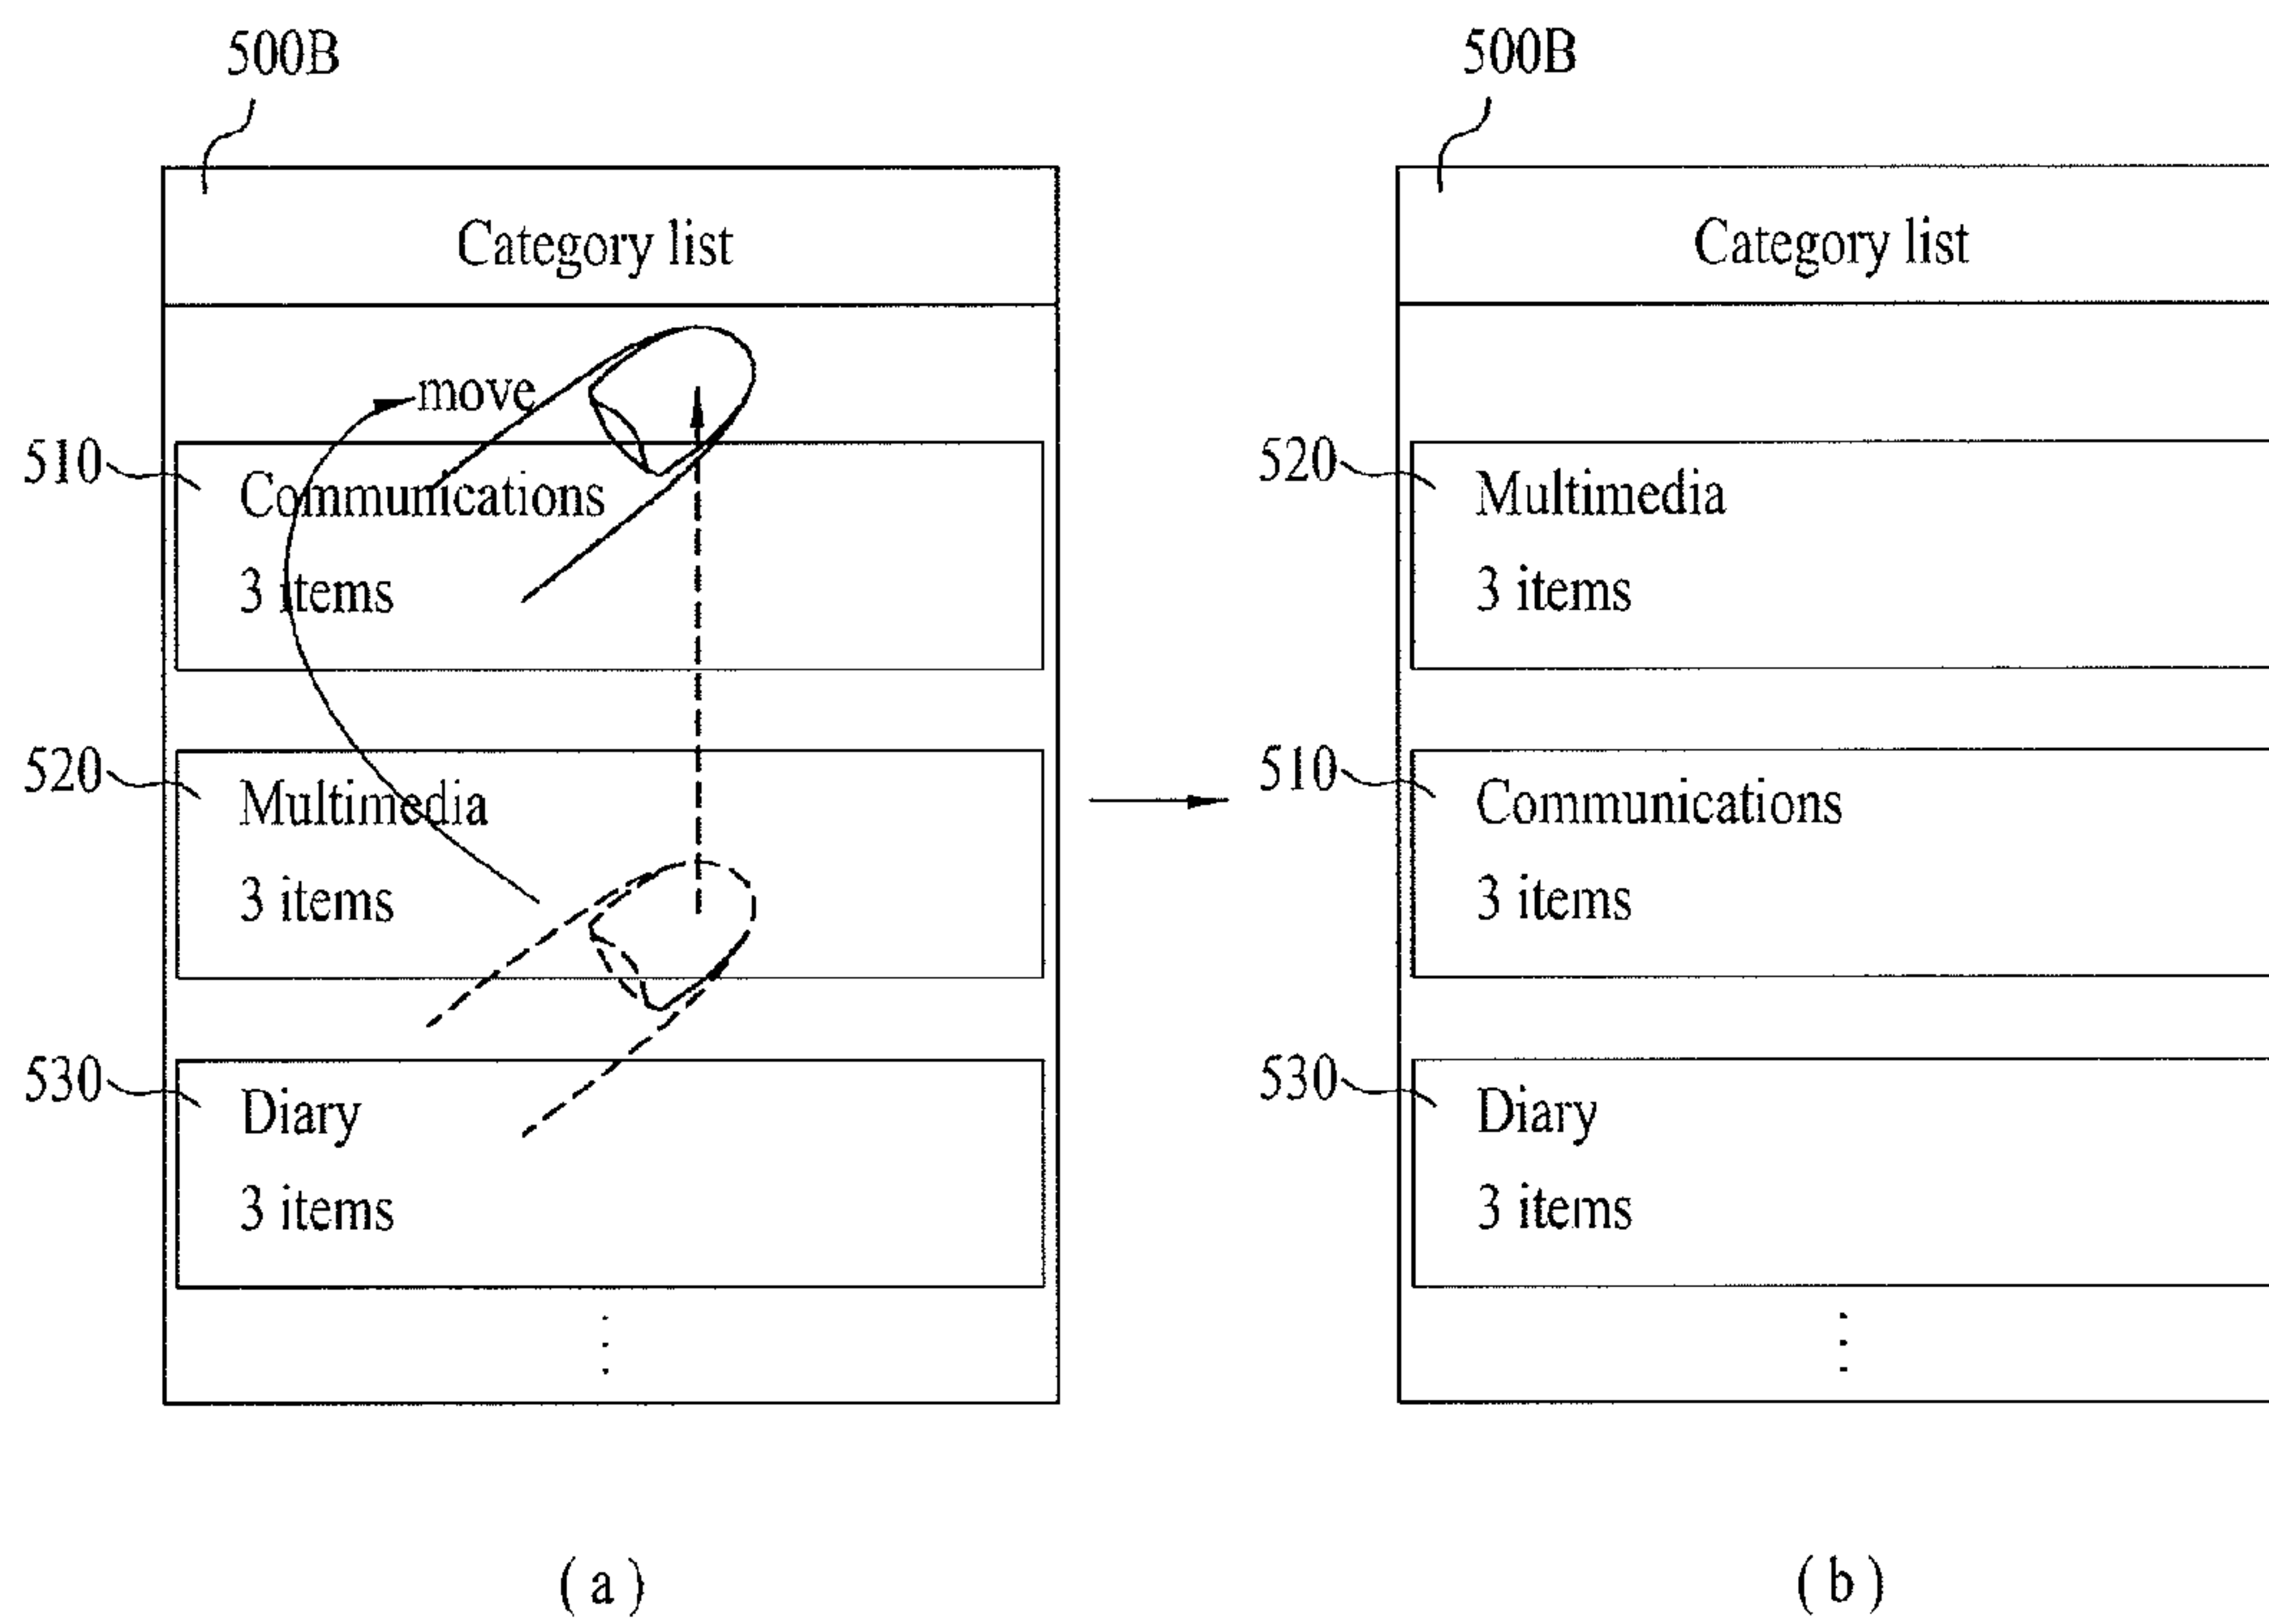 500B
Category list
move
510
Communications
3 items
520
Multimedia
3 items
530
Diary
3 items
(a)
500B
Category list
520
Multimedia
3 items
510
Communications
3 items
530
Diary
3 items
(b)